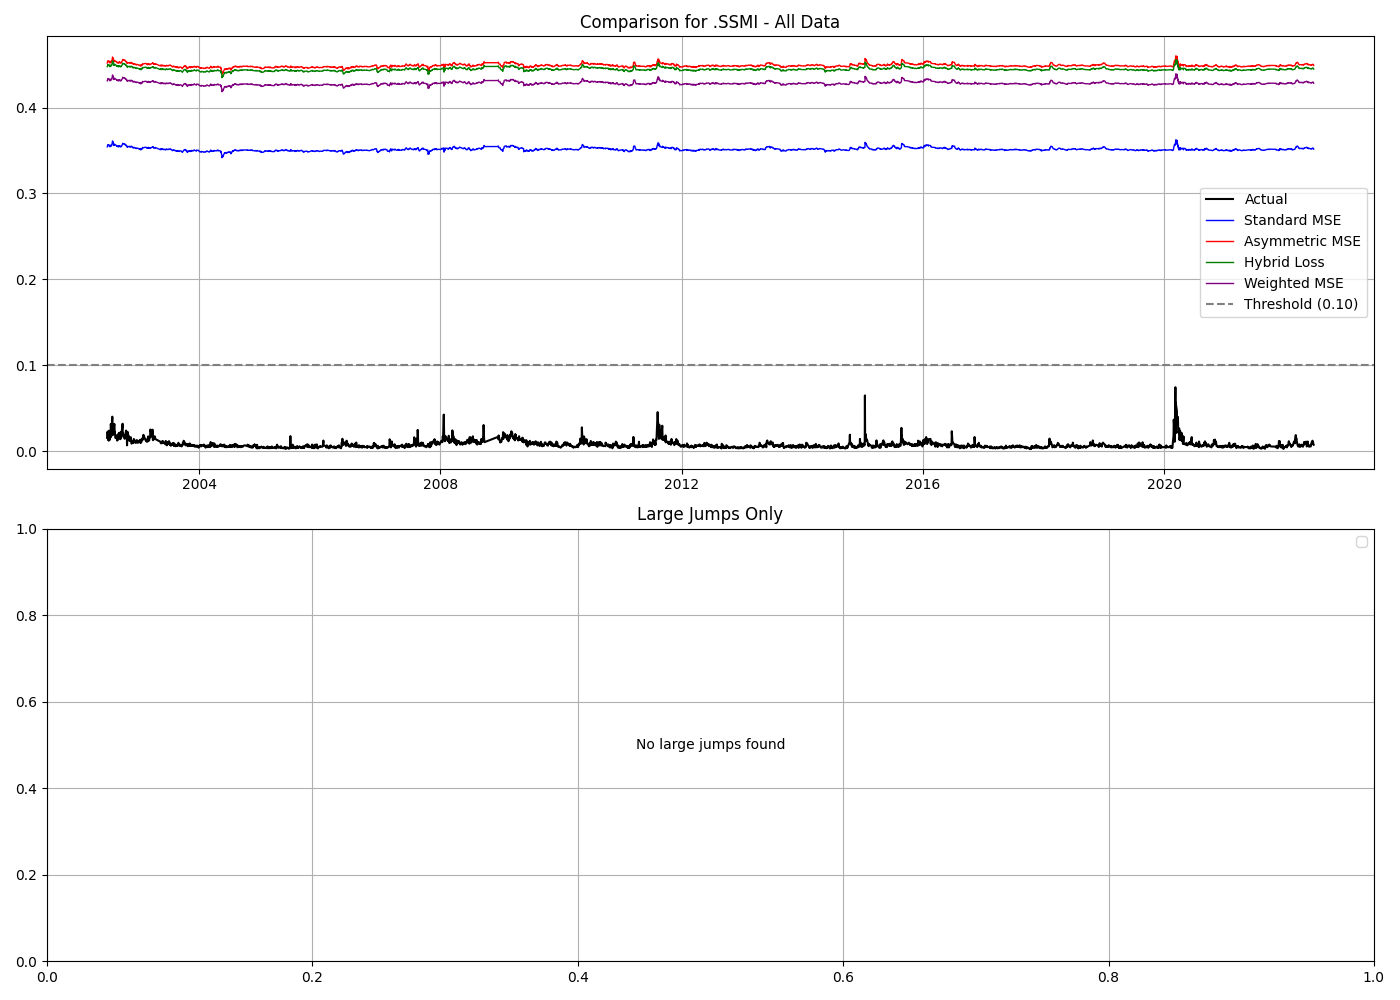 Comparison for .SSMI - All Data
0.4
0.3
0.2
0.1
0.0
2004 2008 2012 2016 2020
Actual
Standard MSE
Asymmetric MSE
Hybrid Loss
Weighted MSE
Threshold (0.10)
Large Jumps Only
1.0
0.8
0.6
0.4
0.2
0.0
No large jumps found
0.0 0.2 0.4 0.6 0.8 1.0